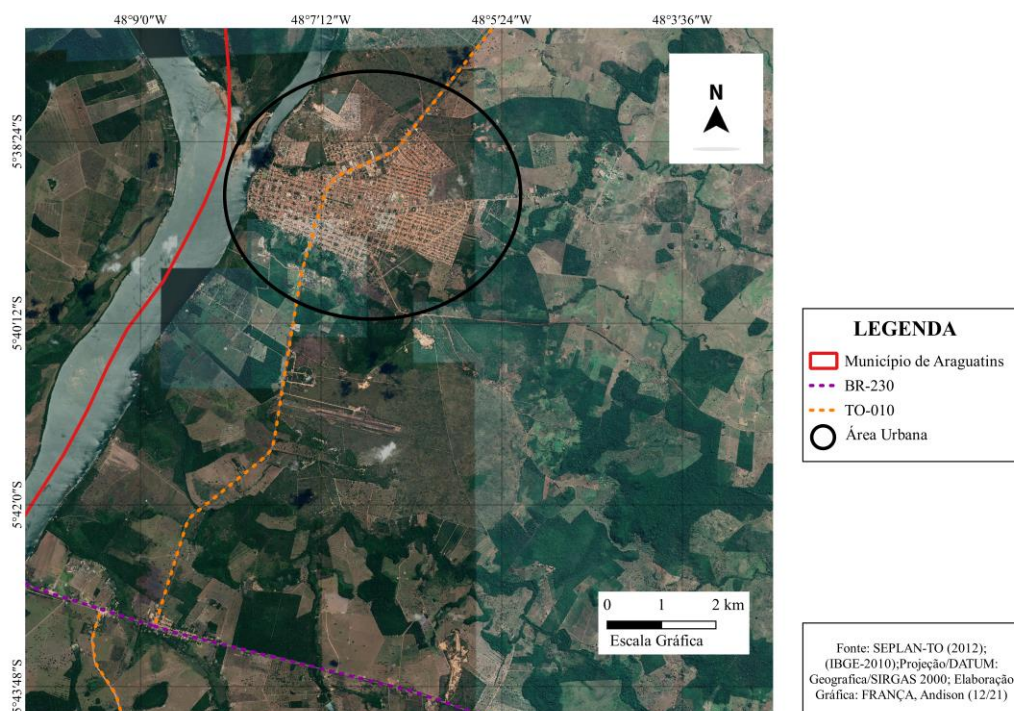 48°9'0"W
48°7'12"W
48°5'24"W
48°3'36"W
5°38'24"S
5°40'12"S
5°42'0"S
5°43'48"S
N
LEGENDA
Município de Araguatins
BR-230
TO-010
Área Urbana
0 1 2 km
Escala Gráfica
Fonte: SEPLAN-TO (2012);
(IBGE-2010);Projeção/DATUM:
Geografica/SIRGAS 2000; Elaboração
Gráfica: FRANÇA, Andison (12/21)